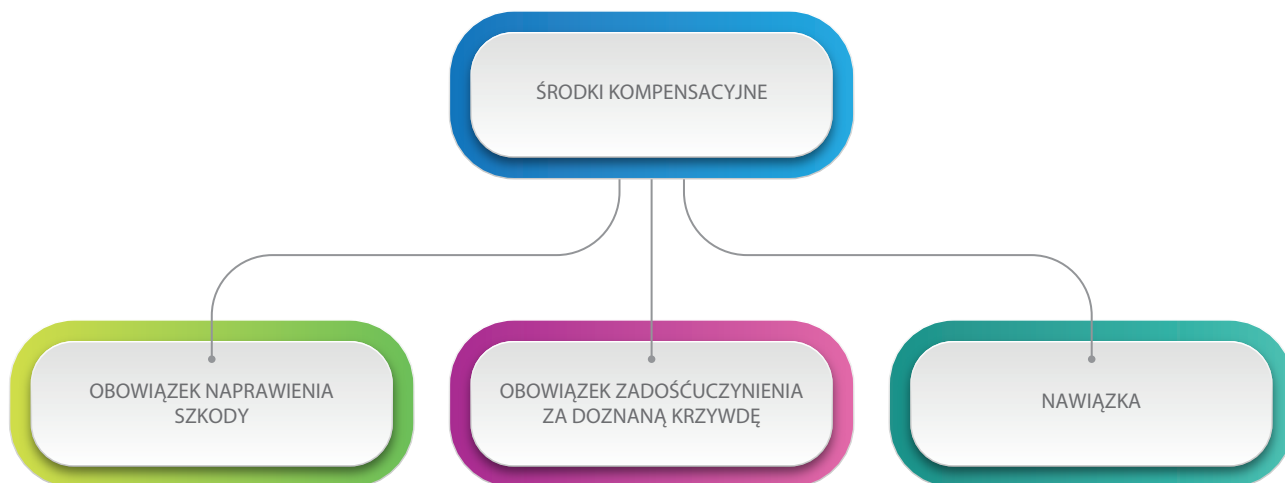 ŚRODKI KOMPENSACYJNE
OBOWIĄZEK NAPRAWIENIA
SZKODY
OBOWIĄZEK ZADOŚĆUCZYNIENIA
ZA DOZNANĄ KRZYWDĘ
NAWIĄZKA